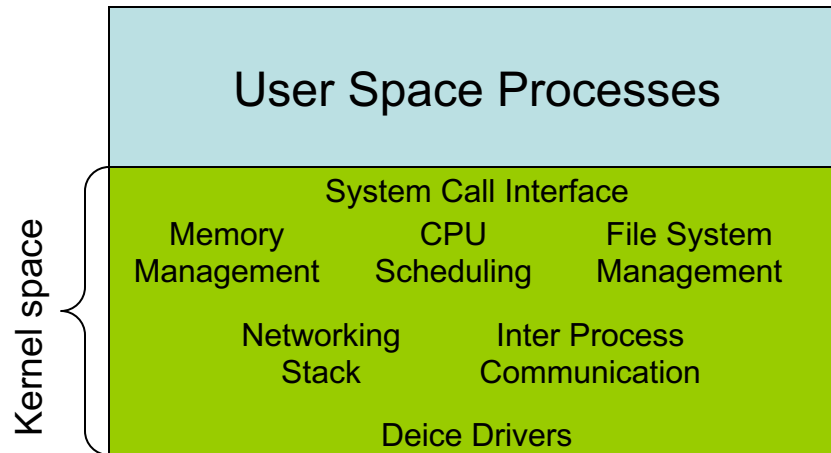 User Space Processes
Kernel space
System Call Interface
Memory
Management
CPU
Scheduling
File System
Management
Networking
Stack
Inter Process
Communication
Deice Drivers